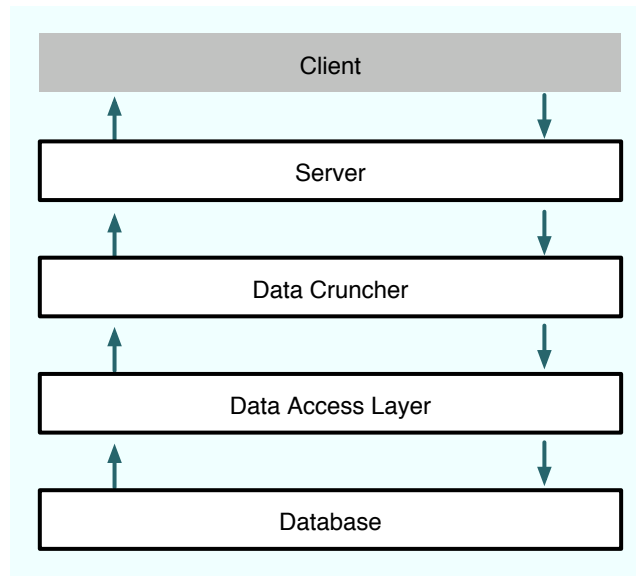 Client
Server
Data Cruncher
Data Access Layer
Database